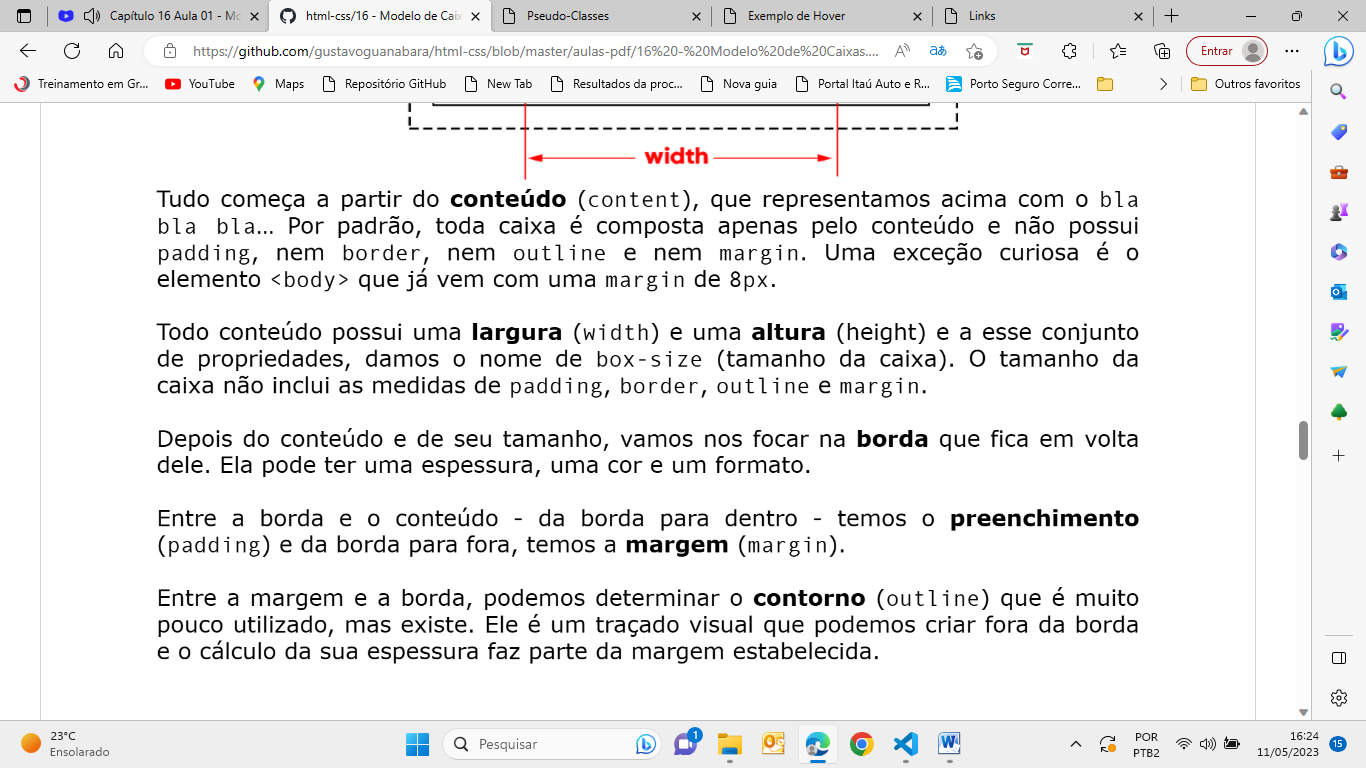 Capítulo 16 Aula 01 - Mo
html-css/16 - Modelo de Caix
Pseudo-Classes
Exemplo de Hover
Links
https://github.com/gustavoguanabara/html-css/blob/master/aulas-pdf/16%20-%20Modelo%20de%20Caixas....
Entrar
Treinamento em Gr...
YouTube
Maps
Repositório GitHub
New Tab
Resultados da proc...
Nova guia
Portal Itaú Auto e R...
Porto Seguro Corre...
Outros favoritos
width
Tudo começa a partir do conteúdo (content), que representamos acima com o bla
bla bla... Por padrão, toda caixa é composta apenas pelo conteúdo e não possui
padding, nem border, nem outline e nem margin. Uma exceção curiosa é o
elemento <body> que já vem com uma margin de 8px.
Todo conteúdo possui uma largura (width) e uma altura (height) e a esse conjunto
de propriedades, damos o nome de box-size (tamanho da caixa). O tamanho da
caixa não inclui as medidas de padding, border, outline e margin.
Depois do conteúdo e de seu tamanho, vamos nos focar na borda que fica em volta
dele. Ela pode ter uma espessura, uma cor e um formato.
Entre a borda e o conteúdo - da borda para dentro - temos o preenchimento
(padding) e da borda para fora, temos a margem (margin).
Entre a margem e a borda, podemos determinar o contorno (outline) que é muito
pouco utilizado, mas existe. Ele é um traçado visual que podemos criar fora da borda
e o cálculo da sua espessura faz parte da margem estabelecida.
23°C
Ensolarado
Pesquisar
1
POR
PTB2
16:24
11/05/2023
15